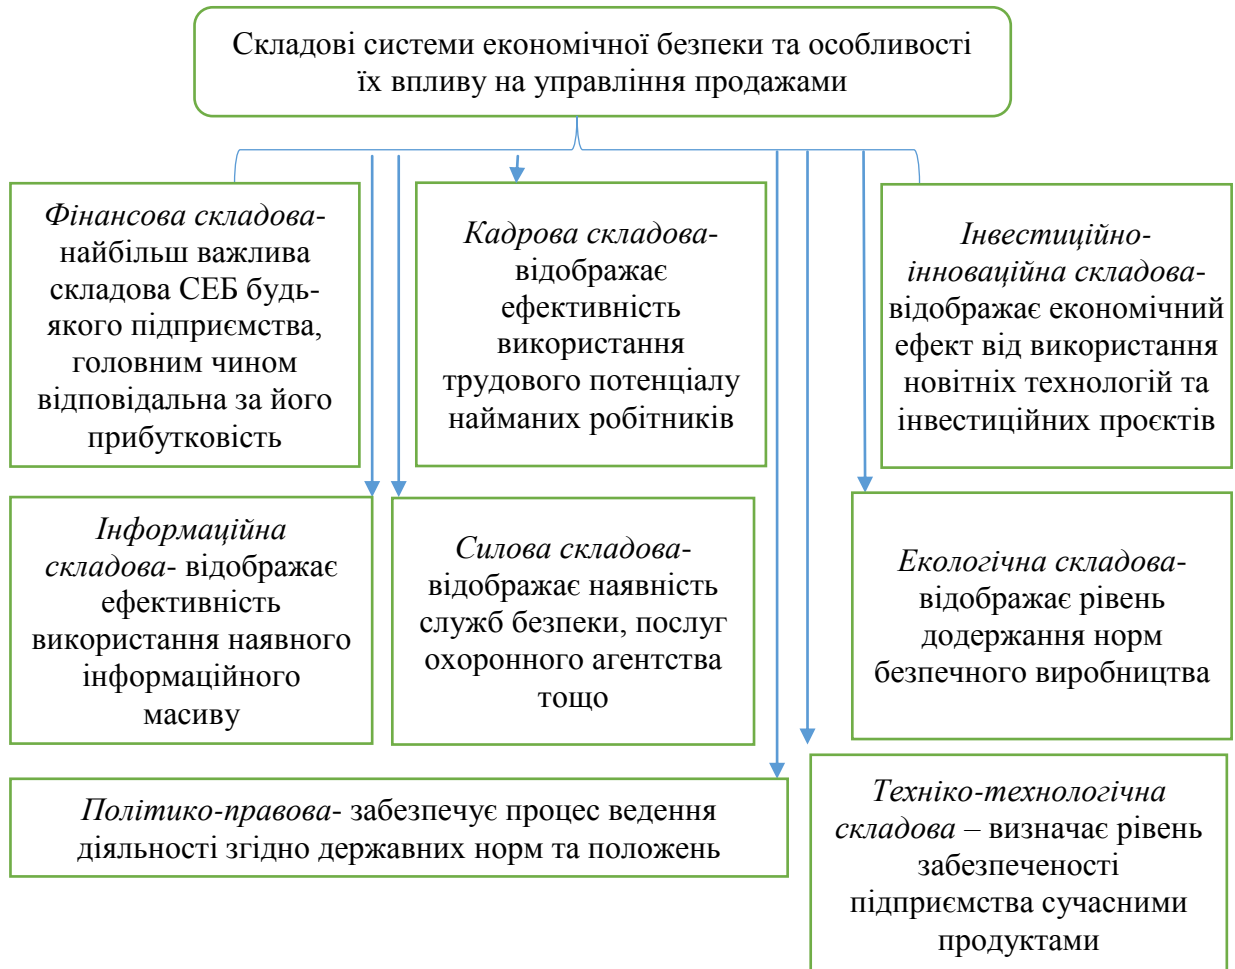 Складові системи економічної безпеки та особливості
їх впливу на управління продажами
Фінансова складова-
найбільш важлива
складова СЕБ будь-
якого підприємства,
головним чином
відповідальна за його
прибутковість
Кадрова складова-
відображає
ефективність
використання
трудового потенціалу
найманих робітників
Інвестиційно-
інноваційна складова-
відображає економічний
ефект від використання
новітніх технологій та
інвестиційних проєктів
Інформаційна
складова- відображає
ефективність
використання наявного
інформаційного
масиву
Силова складова-
відображає наявність
служб безпеки, послуг
охоронного агентства
тощо
Екологічна складова-
відображає рівень
додержання норм
безпечного виробництва
Політико-правова- забезпечує процес ведення
діяльності згідно державних норм та положень
Техніко-технологічна
складова – визначає рівень
забезпеченості
підприємства сучасними
продуктами